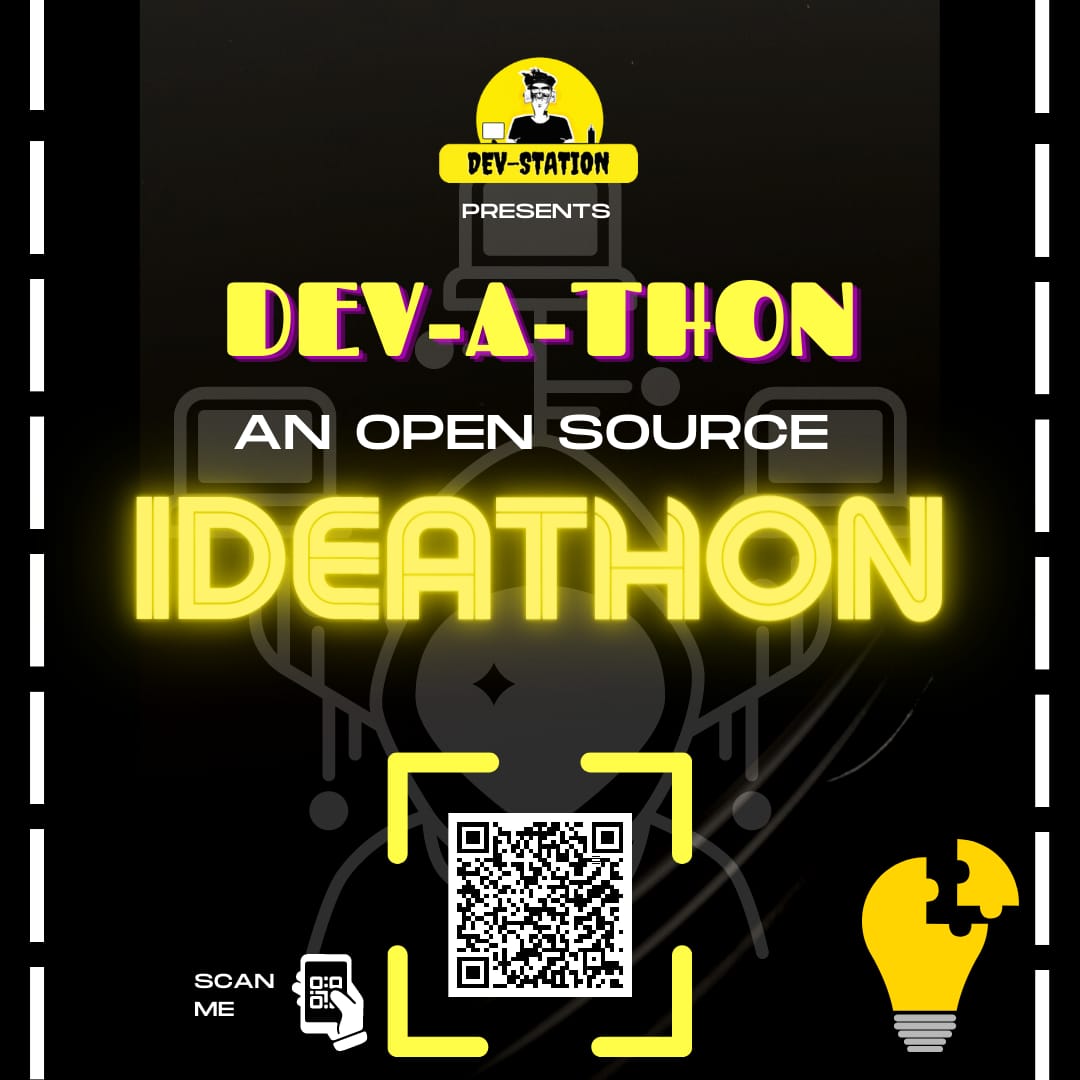 DEV-STATION
PRESENTS
DEV-A-THON
AN OPEN SOURCE
IDEATHON
SCAN
ME